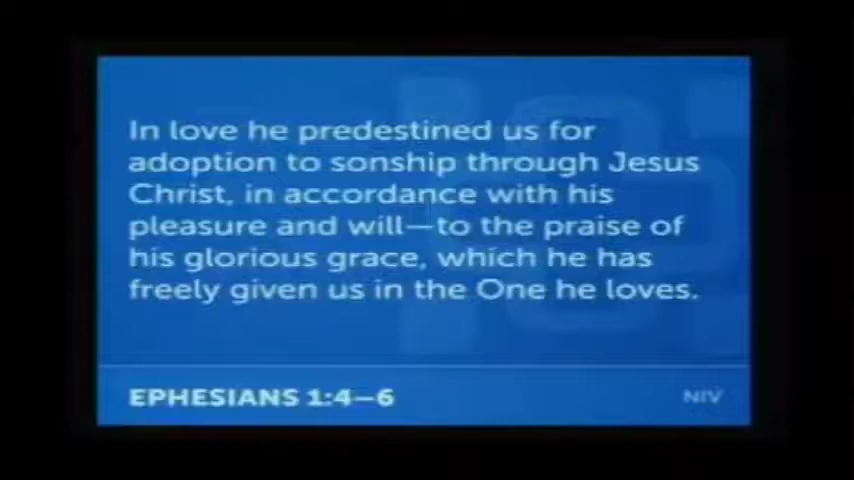 In love he predestined us for
adoption to sonship through Jesus
Christ, in accordance with his
pleasure and will—to the praise of
his glorious grace, which he has
freely given us in the One he loves.
EPHESIANS 1:4–6
NIV